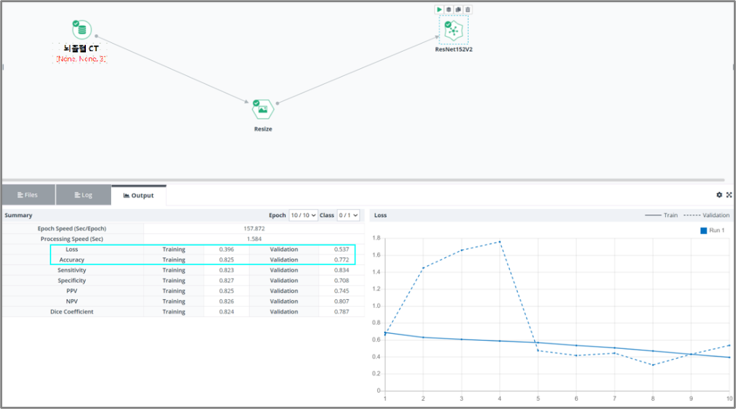 뇌출혈 CT
[None, None, 3]
ResNet152V2
Resize
Files
Log
Output
Summary
Epoch 10 / 10 Class 0 / 1
Epoch Speed (Sec/Epoch) 157.872
Processing Speed (Sec) 1.584
Loss Training 0.396 Validation 0.537
Accuracy Training 0.825 Validation 0.772
Sensitivity Training 0.823 Validation 0.834
Specificity Training 0.827 Validation 0.708
PPV Training 0.825 Validation 0.745
NPV Training 0.826 Validation 0.807
Dice Coefficient Training 0.824 Validation 0.787
Loss
Train Validation
Run 1
1.8
1.6
1.4
1.2
1.0
0.8
0.6
0.4
0.2
0
1 2 3 4 5 6 7 8 9 10